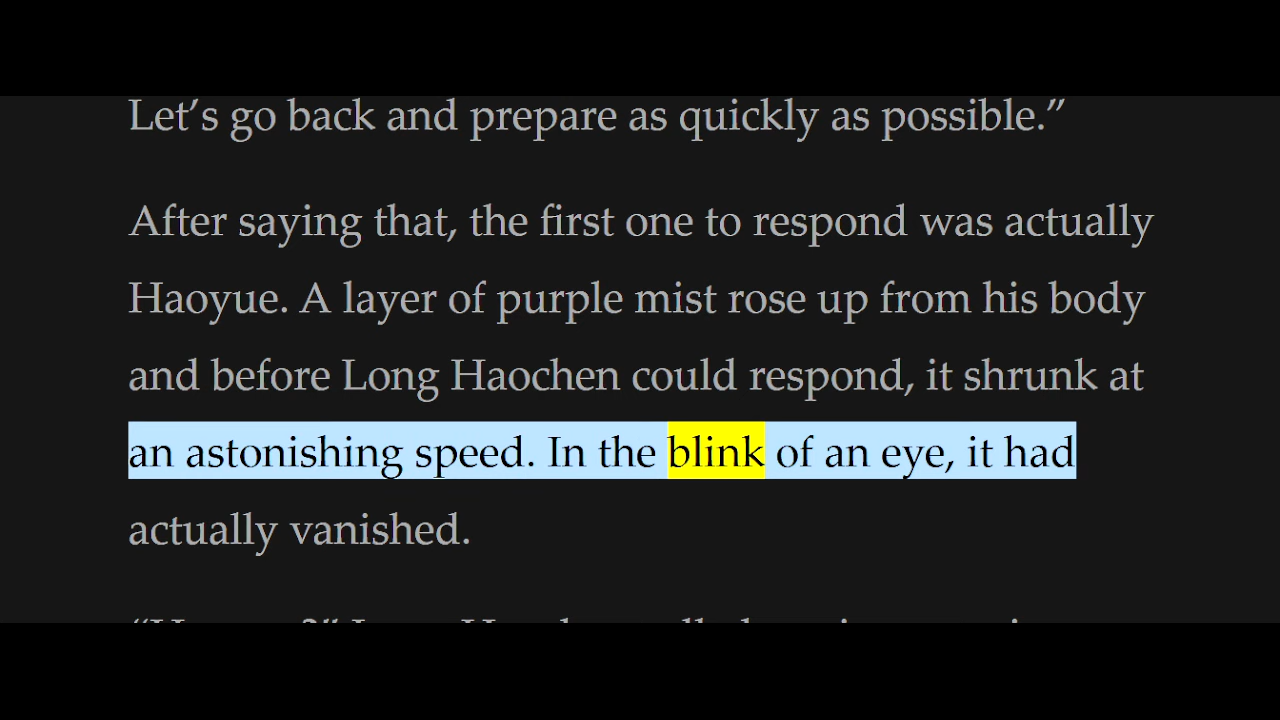 Let’s go back and prepare as quickly as possible.”
After saying that, the first one to respond was actually
Haoyue. A layer of purple mist rose up from his body
and before Long Haochen could respond, it shrunk at
an astonishing speed. In the blink of an eye, it had
actually vanished.